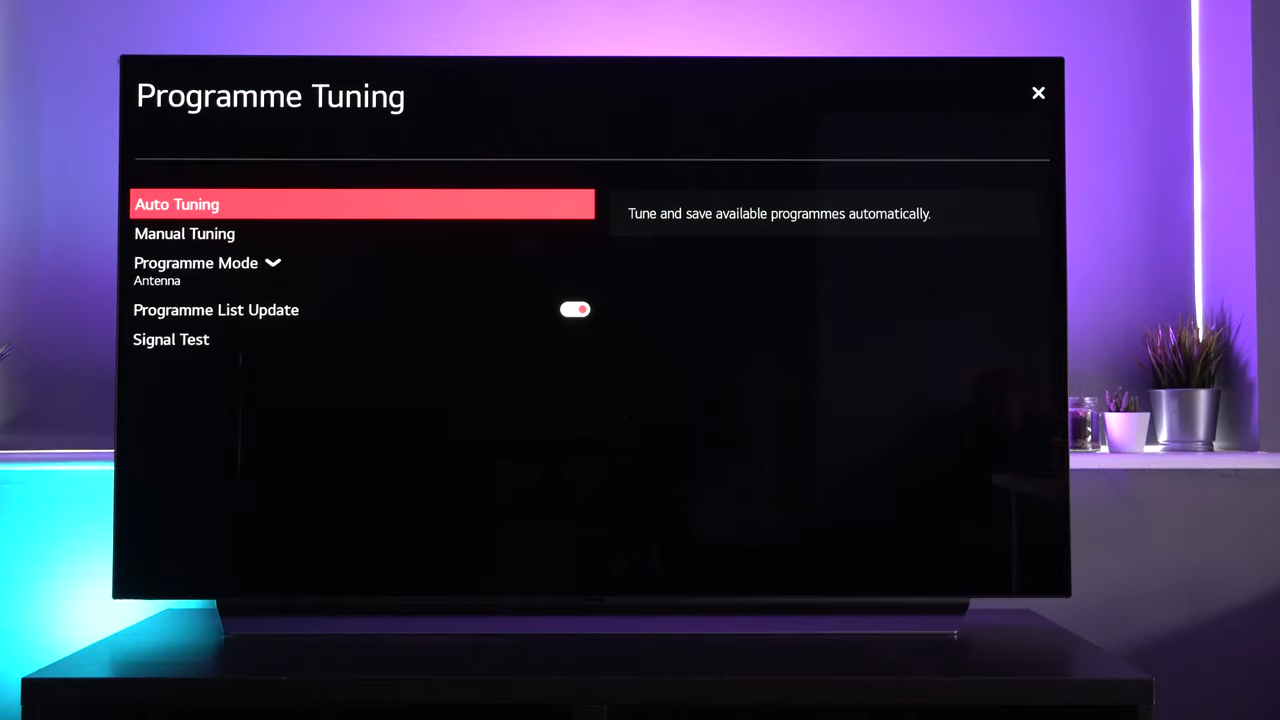 Programme Tuning
Auto Tuning
Tune and save available programmes automatically.
Manual Tuning
Programme Mode
Antenna
Programme List Update
Signal Test